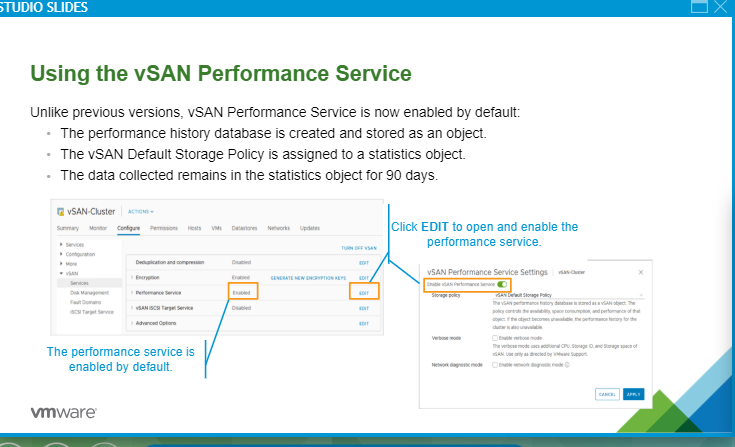 STUDIO SLIDES
Using the vSAN Performance Service
Unlike previous versions, vSAN Performance Service is now enabled by default:
• The performance history database is created and stored as an object.
• The vSAN Default Storage Policy is assigned to a statistics object.
• The data collected remains in the statistics object for 90 days.
vSAN-Cluster ACTIONS
Summary Monitor Configure Permissions Hosts VMs Datastores Networks Updates
TURN OFF VSAN
Services
Configuration
More
vSAN
Services
Disk Management
Fault Domains
iSCSI Target Service
Deduplication and compression Disabled EDIT
Encryption Enabled GENERATE NEW ENCRYPTION KEYS EDIT
Performance Service Enabled EDIT
vSAN iSCSI Target Service Disabled EDIT
Advanced Options EDIT
Click EDIT to open and enable the
performance service.
vSAN Performance Service Settings vSAN-Cluster ×
Enable vSAN Performance Service
Storage policy vSAN Default Storage Policy
The vSAN performance history database is stored as a vSAN object. The
policy controls the availability, space consumption, and performance of that
object. If the object becomes unavailable, the performance history for the
cluster is also unavailable.
Verbose mode Enable verbose mode
The verbose mode uses additional CPU, Storage IO, and Storage space of
vSAN. Use only as directed by VMware Support.
Network diagnostic mode Enable network diagnostic mode
CANCEL APPLY
The performance service is
enabled by default.
vmware